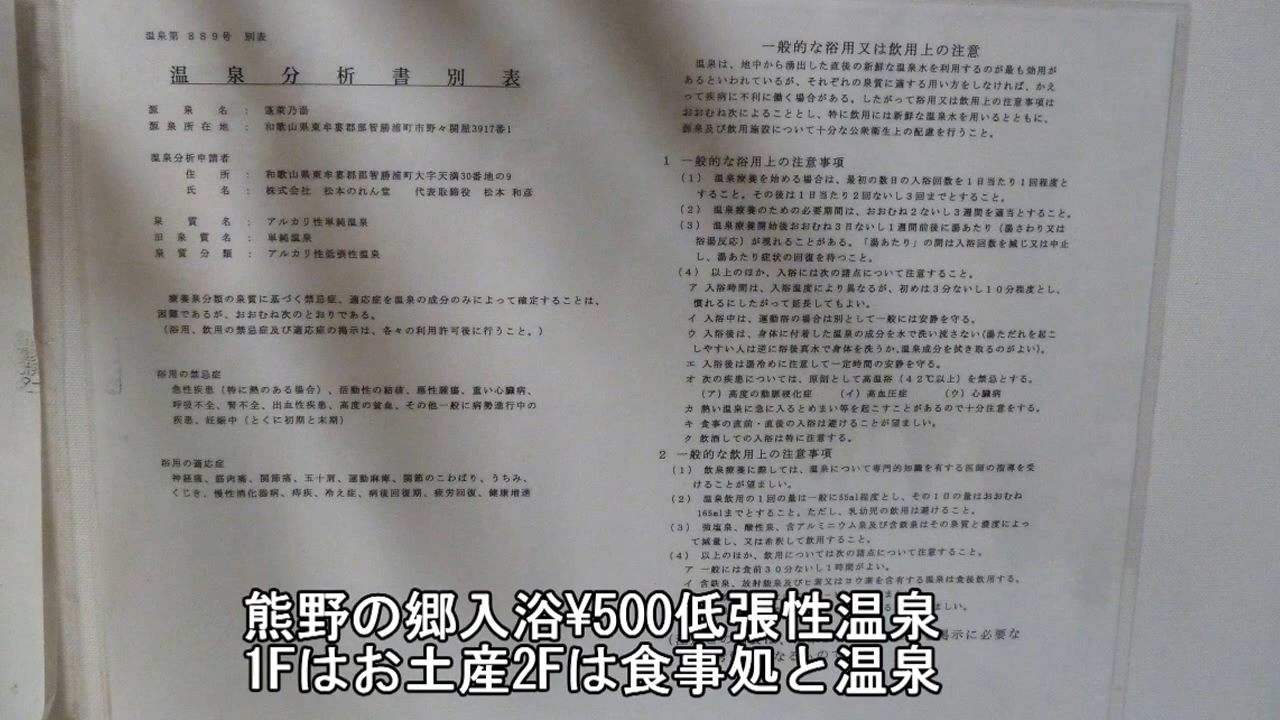 温泉第 889号 別表
温泉分析書別表
源泉名 : 蓬莱乃湯
源泉所在地 : 和歌山県東牟婁郡那智勝浦町市野々関屋3917番1
温泉分析申請者
住所 : 和歌山県東牟婁郡那智勝浦町大字天満30番地の9
氏名 : 株式会社 松本のれん堂 代表取締役 松本 和彦
泉質名 : アルカリ性単純温泉
旧泉質名 : 単純温泉
泉質分類 : アルカリ性低張性温泉
療養泉分類の泉質に基づく禁忌症、適応症を温泉の成分のみによって確定することは、
困難であるが、おおむね次のとおりである。
(浴用、飲用の禁忌症及び適応症の掲示は、各々の利用許可後に行うこと。)
浴用の禁忌症
急性疾患(特に熱のある場合)、活動性の結核、悪性腫瘍、重い心臓病、
呼吸不全、腎不全、出血性疾患、高度の貧血、その他一般に病勢進行中の
疾患、妊娠中(とくに初期と末期)
浴用の適応症
神経痛、筋肉痛、関節痛、五十肩、運動麻痺、関節のこわばり、うちみ、
くじき、慢性消化器病、痔疾、冷え症、病後回復期、疲労回復、健康増進
一般的な浴用又は飲用上の注意
温泉は、地中から湧出した直後の新鮮な温泉水を利用するのが最も効用が
あるといわれているが、それぞれの泉質に適する用い方をしなければ、かえ
って疾病に不利に働く場合がある。したがって浴用又は飲用上の注意事項は
おおむね次によることとし、特に飲用には新鮮な温泉水を用いるとともに、
源泉及び飲用施設について十分な公衆衛生上の配慮を行うこと。
1 一般的な浴用上の注意事項
(1) 温泉療養を始める場合は、最初の数日の入浴回数を1日当たり1回程度と
すること。その後は1日当たり2回ないし3回までとすること。
(2) 温泉療養のための必要期間は、おおむね2ないし3週間を適当とすること。
(3) 温泉療養開始後おおむね3日ないし1週間前後に湯あたり(湯さわり又は
浴湯反応)が現れることがある。「湯あたり」の間は入浴回数を減じ又は中止
し、湯あたり症状の回復を待つこと。
(4) 以上のほか、入浴には次の諸点について注意すること。
ア 入浴時間は、入浴温度により異なるが、初めは3分ないし10分程度とし、
慣れるにしたがって延長してもよい。
イ 入浴中は、運動浴の場合は別として一般には安静を守る。
ウ 入浴後は、身体に付着した温泉の成分を水で洗い流さない(湯ただれを起こ
しやすい人は逆に浴後真水で身体を洗うか、温泉成分を拭き取るのがよい)。
エ 入浴後は湯冷めに注意して一定時間の安静を守る。
オ 次の疾患については、原則として高温浴(42℃以上)を禁忌とする。
(ア)高度の動脈硬化症 (イ)高血圧症 (ウ)心臓病
カ 熱い温泉に急に入るとめまい等を起こすことがあるので十分注意をする。
キ 食事の直前・直後の入浴は避けることが望ましい。
ク 飲酒しての入浴は特に注意する。
2 一般的な飲用上の注意事項
(1) 飲泉療養に際しては、温泉について専門的知識を有する医師の指導を受
けることが望ましい。
(2) 温泉飲用の1回の量は一般に55ml程度とし、その1日の量はおおむね
165mlまでとすること。ただし、乳幼児の飲用は避けること。
(3) 強塩泉、酸性泉、含アルミニウム泉及び含鉄泉はその泉質と濃度によっ
て減量し、又は希釈して飲用すること。
(4) 以上のほか、飲用については次の諸点について注意すること。
ア 一般には食前30分ないし1時間がよい。
イ 含鉄泉、放射能泉及びヒ素又はヨウ素を含有する温泉は食後飲用する。
ましい。
掲示に必要な
熊野の郷入浴¥500低張性温泉
1Fはお土産2Fは食事処と温泉